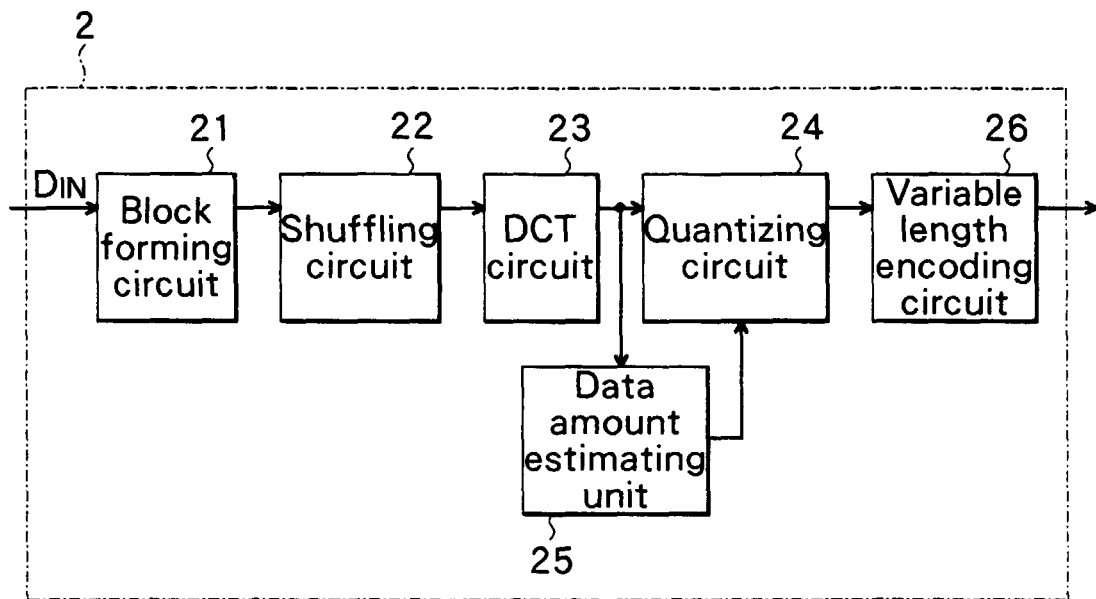 2
21
22
23
24
26
DIN
Block
forming
circuit
Shuffling
circuit
DCT
circuit
Quantizing
circuit
Variable
length
encoding
circuit
Data
amount
estimating
unit
25